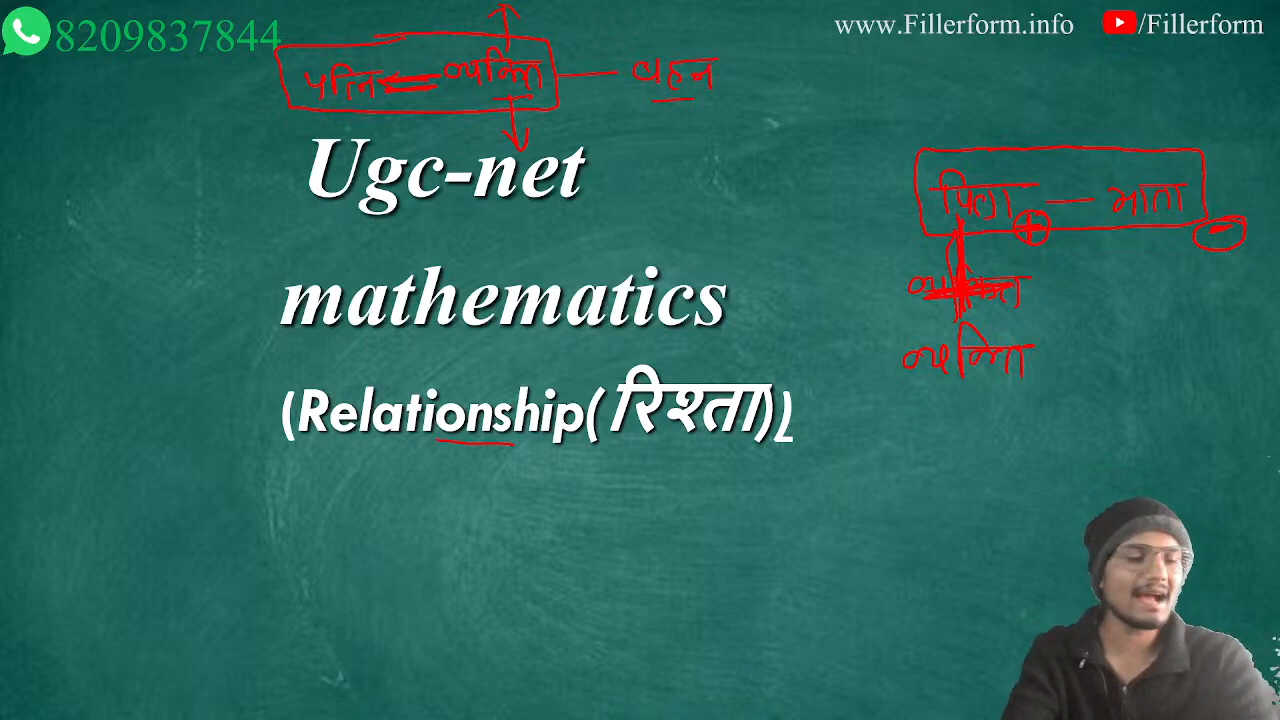 8209837844
www.Fillerform.info /Fillerform
पत्नि व्यक्ति बहन
Ugc-net
mathematics
(Relationship(रिश्ता))
पिता + — माता -
व्यक्ति